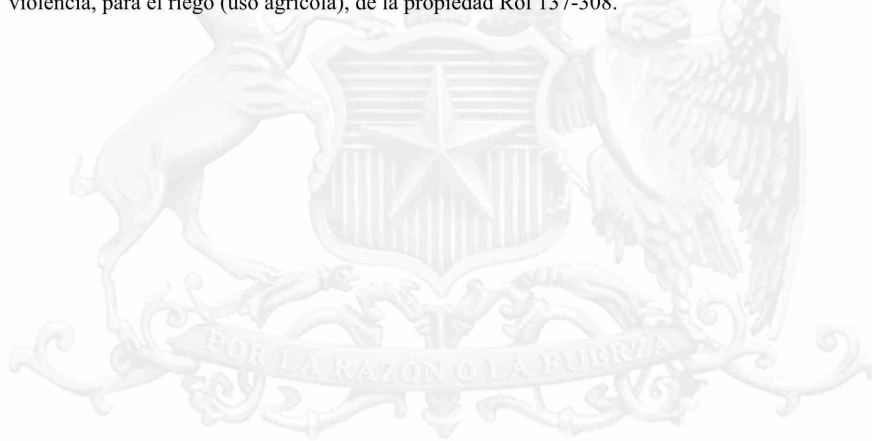 violencia, para el riego (uso agrícola), de la propiedad Rol 137-308.
POR LA RAZON O LA FUERZA